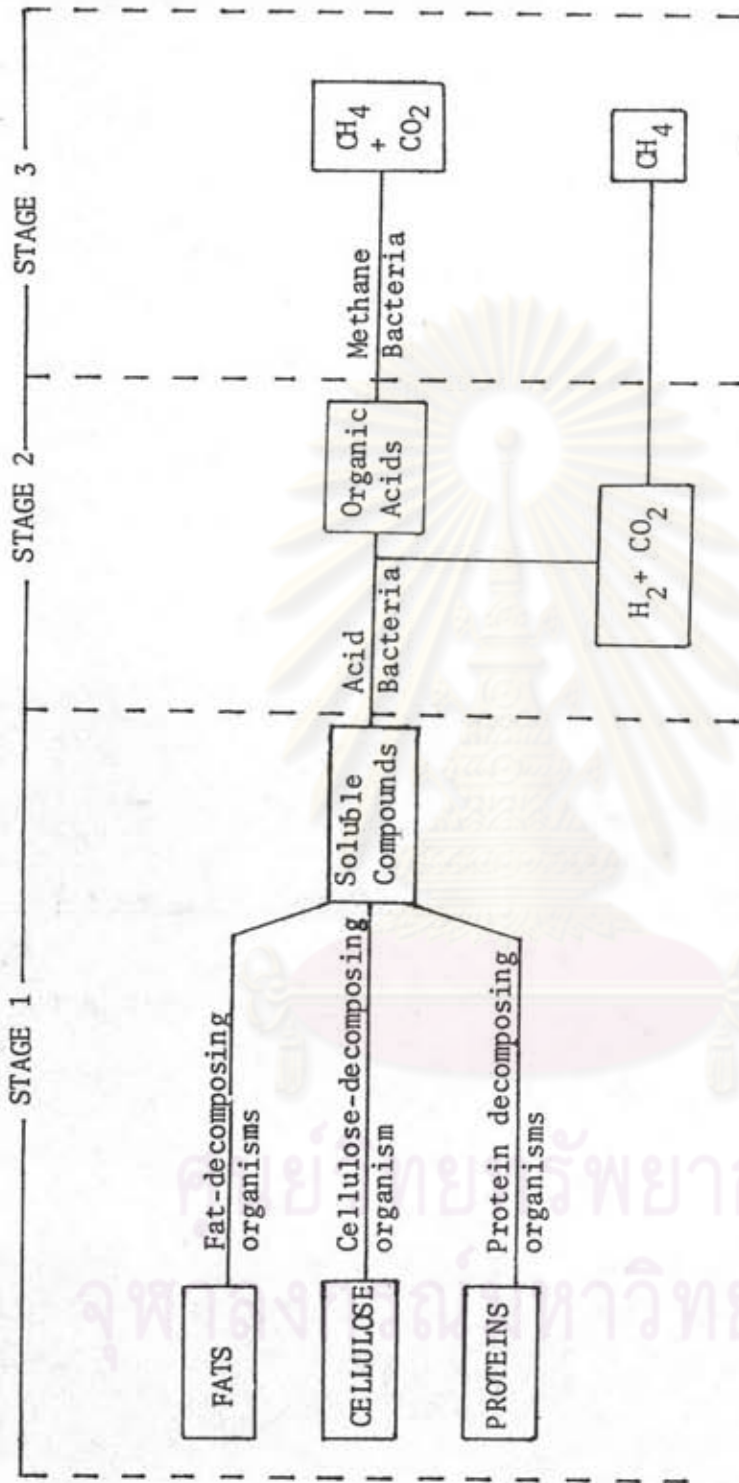 STAGE 1
STAGE 2
STAGE 3
FATS
Fat-decomposing
organisms
CELLULOSE
Cellulose-decomposing
organism
PROTEINS
Protein decomposing
organisms
Soluble
Compounds
Acid
Bacteria
Organic
Acids
H₂+ CO₂
Methane
Bacteria
CH₄
+
CO₂
CH₄